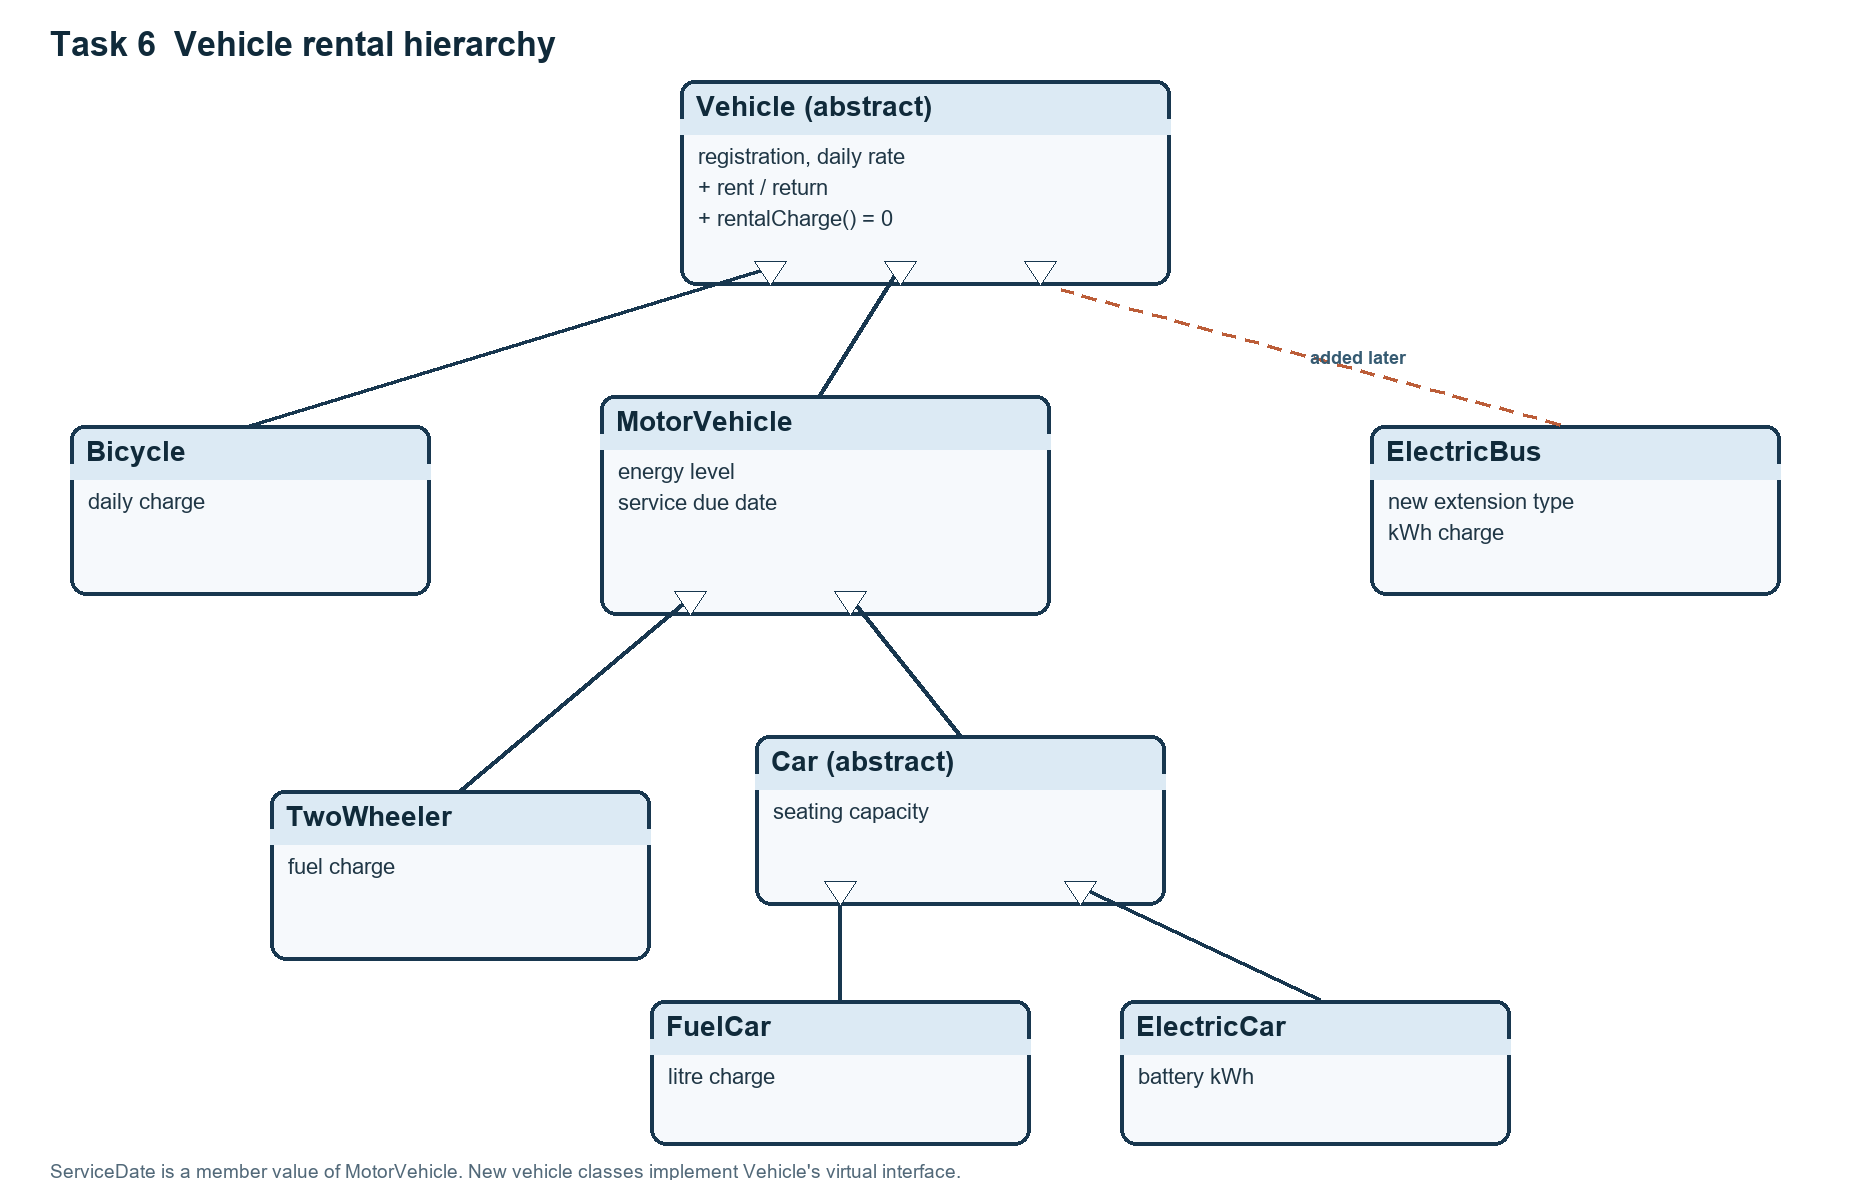 Task 6  Vehicle rental hierarchy
Vehicle (abstract)
registration, daily rate
+ rent / return
+ rentalCharge() = 0
added later
Bicycle
daily charge
MotorVehicle
energy level
service due date
ElectricBus
new extension type
kWh charge
TwoWheeler
fuel charge
Car (abstract)
seating capacity
FuelCar
litre charge
ElectricCar
battery kWh
ServiceDate is a member value of MotorVehicle. New vehicle classes implement Vehicle's virtual interface.